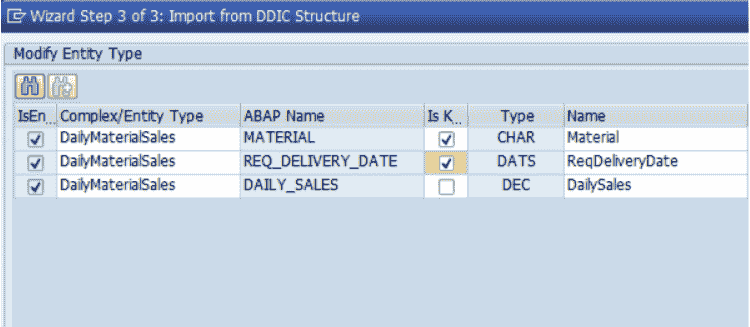 Wizard Step 3 of 3: Import from DDIC Structure
Modify Entity Type
IsEn... Complex/Entity Type ABAP Name Is K... Type Name
DailyMaterialSales MATERIAL CHAR Material
DailyMaterialSales REQ_DELIVERY_DATE DATS ReqDeliveryDate
DailyMaterialSales DAILY_SALES DEC DailySales